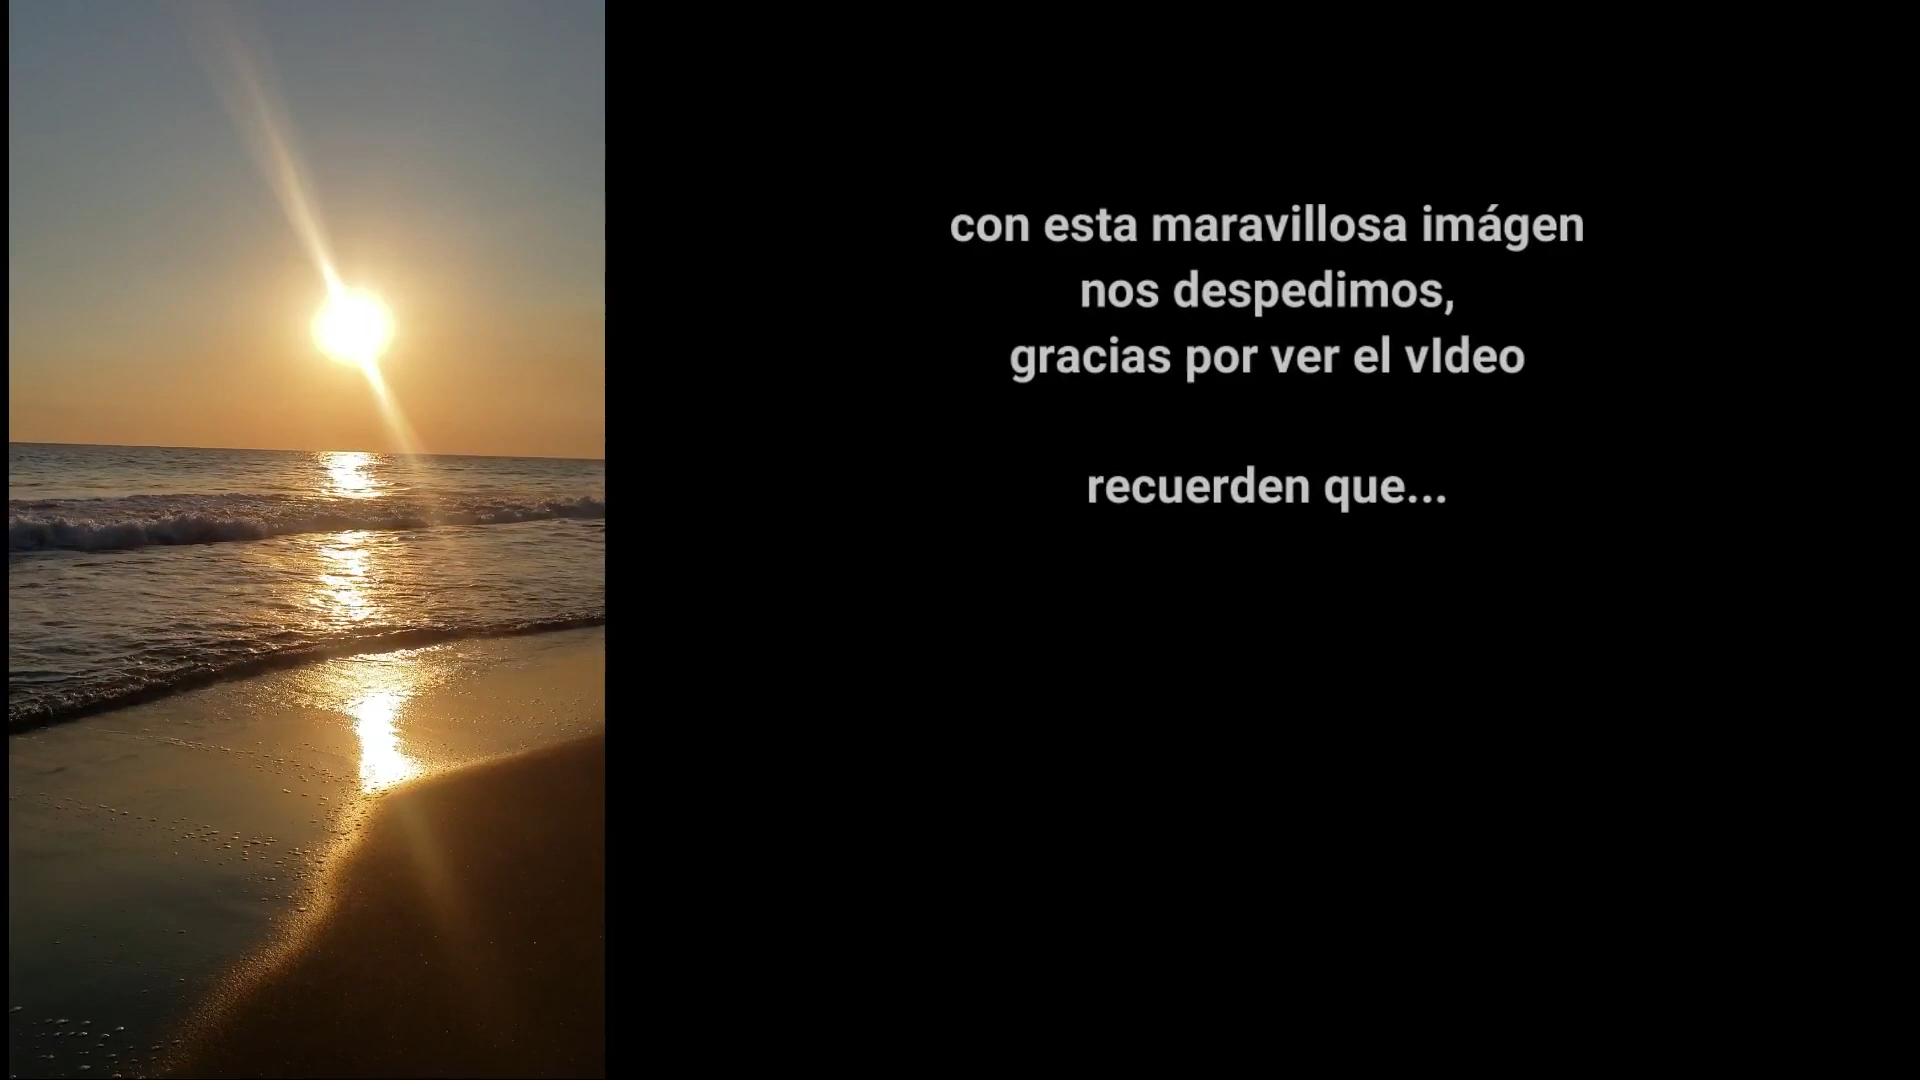 con esta maravillosa imágen
nos despedimos,
gracias por ver el vIdeo
recuerden que...